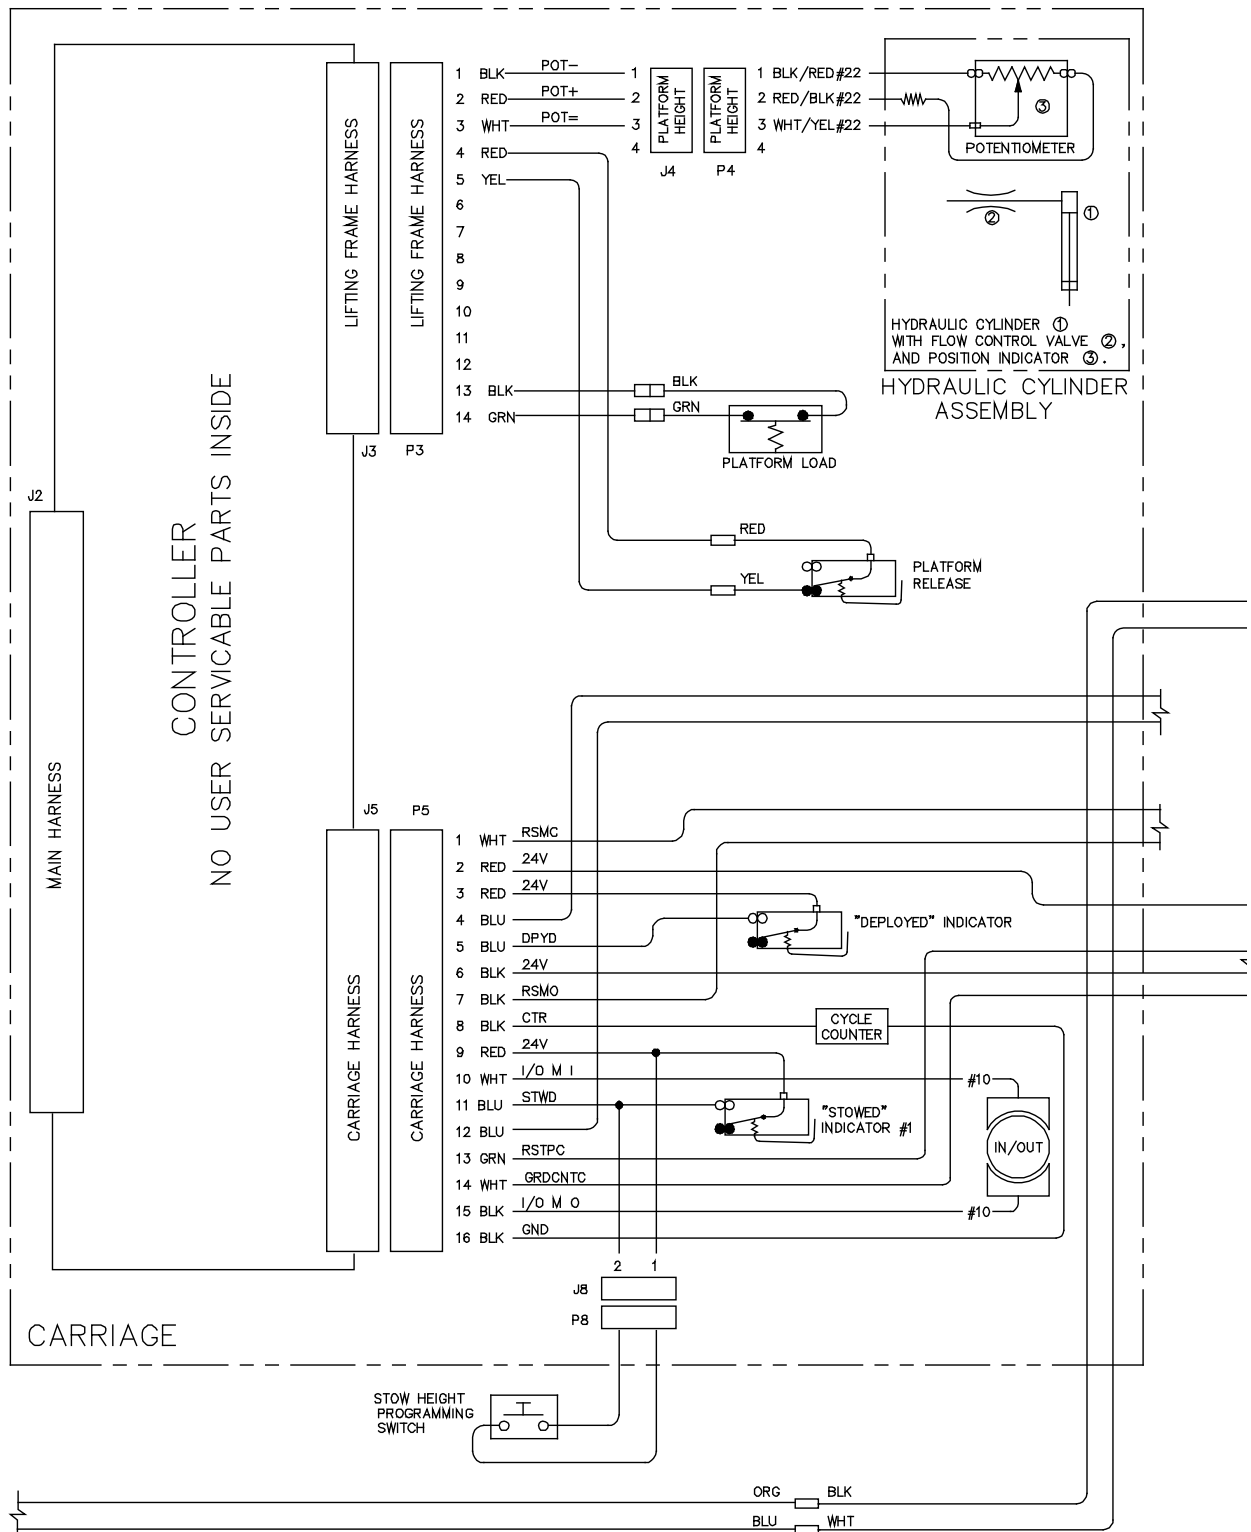 1 BLK POT- 1
2 RED POT+ 2
3 WHT POT= 3
4 RED 4
5 YEL
6
7
8
9
10
11
12
13 BLK
14 GRN
LIFTING FRAME HARNESS
LIFTING FRAME HARNESS
J3 P3
PLATFORM HEIGHT
J4
PLATFORM HEIGHT
P4
1 BLK/RED #22
2 RED/BLK #22
3 WHT/YEL #22
4
③
POTENTIOMETER
②
①
HYDRAULIC CYLINDER ①
WITH FLOW CONTROL VALVE ②,
AND POSITION INDICATOR ③.
HYDRAULIC CYLINDER
ASSEMBLY
BLK
GRN
PLATFORM LOAD
RED
YEL
PLATFORM
RELEASE
J2
MAIN HARNESS
CONTROLLER
NO USER SERVICABLE PARTS INSIDE
J5 P5
CARRIAGE HARNESS
CARRIAGE HARNESS
1 WHT RSMC
2 RED 24V
3 RED 24V
4 BLU
5 BLU DPYD
6 BLK 24V
7 BLK RSMO
8 BLK CTR
9 RED 24V
10 WHT I/O M I #10
11 BLU STWD
12 BLU
13 GRN RSTPC
14 WHT GRDCNTC
15 BLK I/O M O #10
16 BLK GND
"DEPLOYED" INDICATOR
CYCLE
COUNTER
"STOWED"
INDICATOR #1
IN/OUT
2 1
J8
P8
CARRIAGE
STOW HEIGHT
PROGRAMMING
SWITCH
ORG BLK
BLU WHT